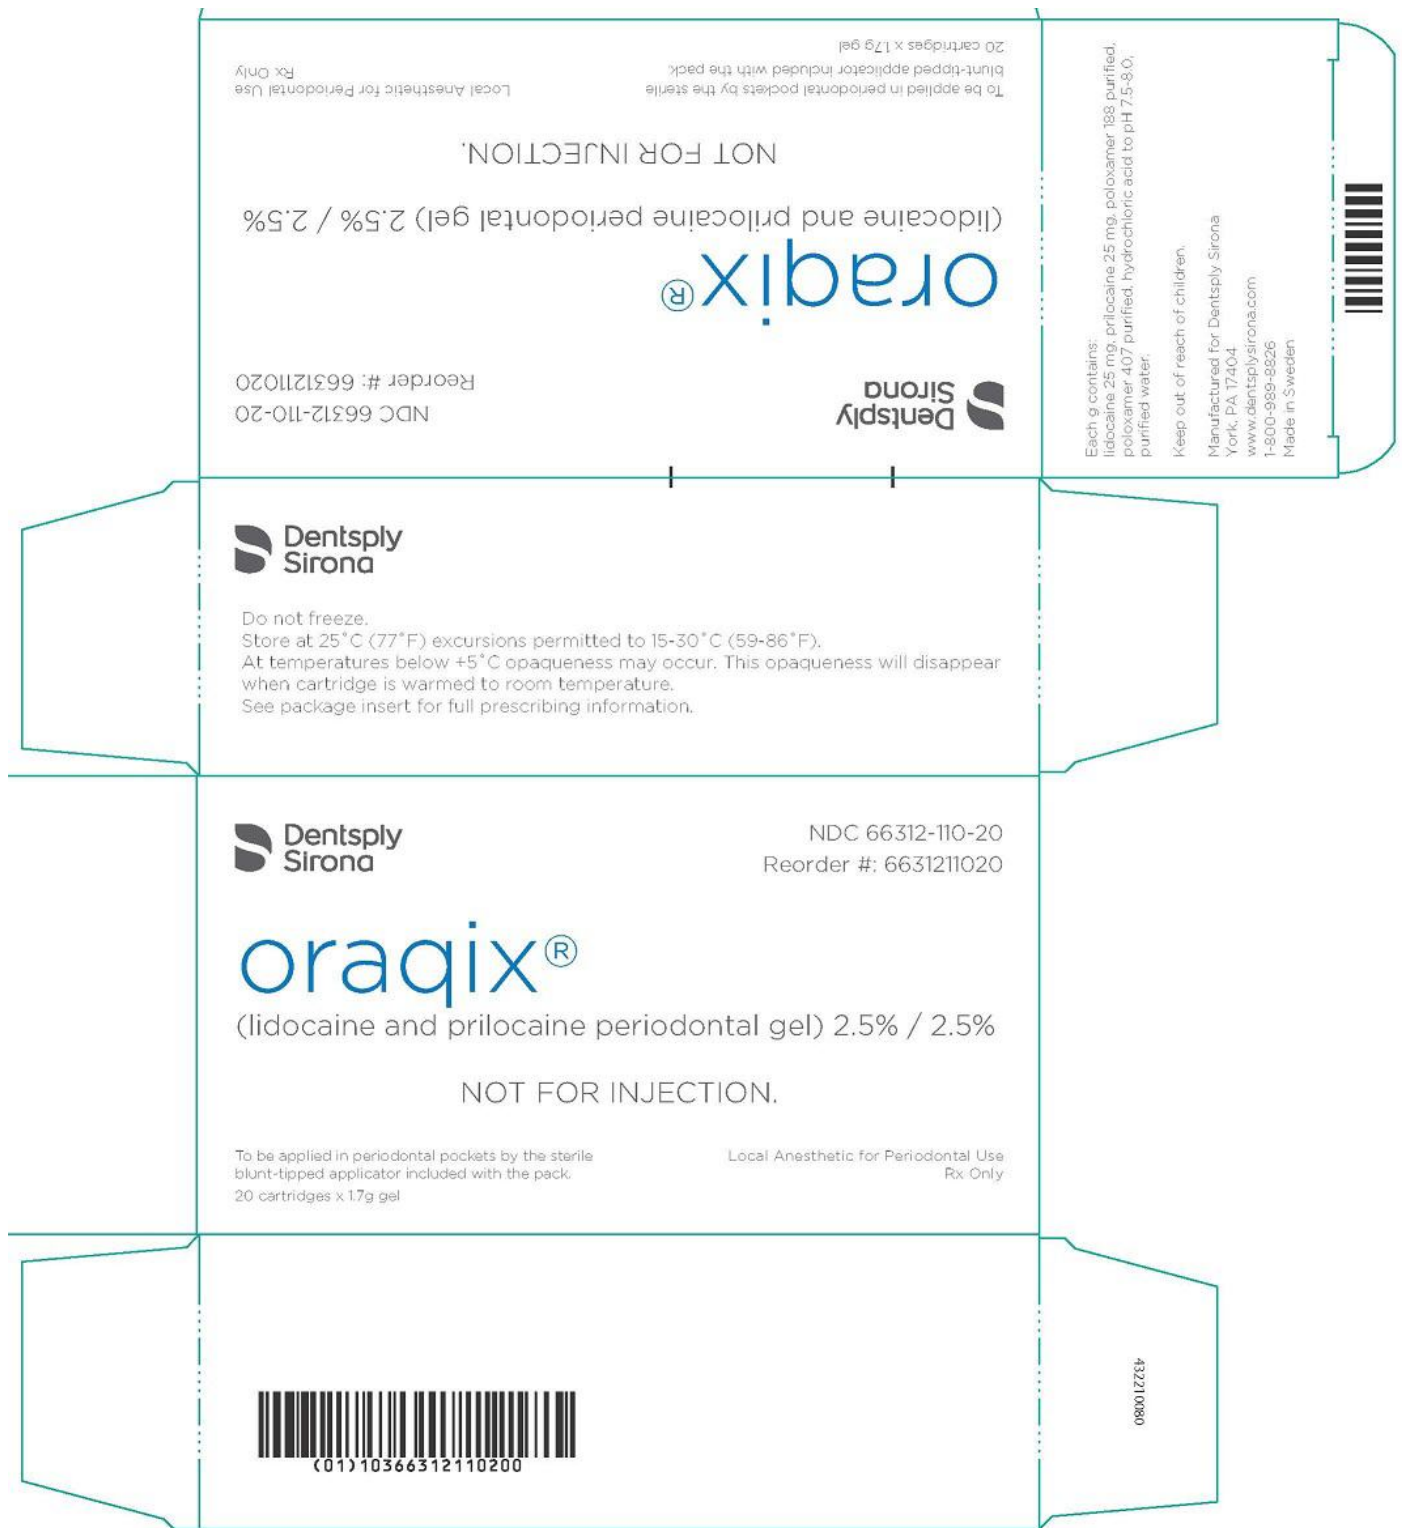 Dentsply
Sirona
NDC 66312-110-20
Reorder #: 6631211020
oraqix®
(lidocaine and prilocaine periodontal gel) 2.5% / 2.5%
NOT FOR INJECTION.
To be applied in periodontal pockets by the sterile
blunt-tipped applicator included with the pack.
20 cartridges x 1.7g gel
Local Anesthetic for Periodontal Use
Rx Only
Each g contains:
lidocaine 25 mg, prilocaine 25 mg, poloxamer 188 purified,
poloxamer 407 purified, hydrochloric acid to pH 7.5-8.0,
purified water.
Keep out of reach of children.
Manufactured for Dentsply Sirona
York, PA 17404
www.dentsplysirona.com
1-800-989-8826
Made in Sweden
Dentsply
Sirona
Do not freeze.
Store at 25˚C (77˚F) excursions permitted to 15-30˚C (59-86˚F).
At temperatures below +5˚C opaqueness may occur. This opaqueness will disappear
when cartridge is warmed to room temperature.
See package insert for full prescribing information.
Dentsply
Sirona
NDC 66312-110-20
Reorder #: 6631211020
oraqix®
(lidocaine and prilocaine periodontal gel) 2.5% / 2.5%
NOT FOR INJECTION.
To be applied in periodontal pockets by the sterile
blunt-tipped applicator included with the pack.
20 cartridges x 1.7g gel
Local Anesthetic for Periodontal Use
Rx Only
(01)10366312110200
432210080